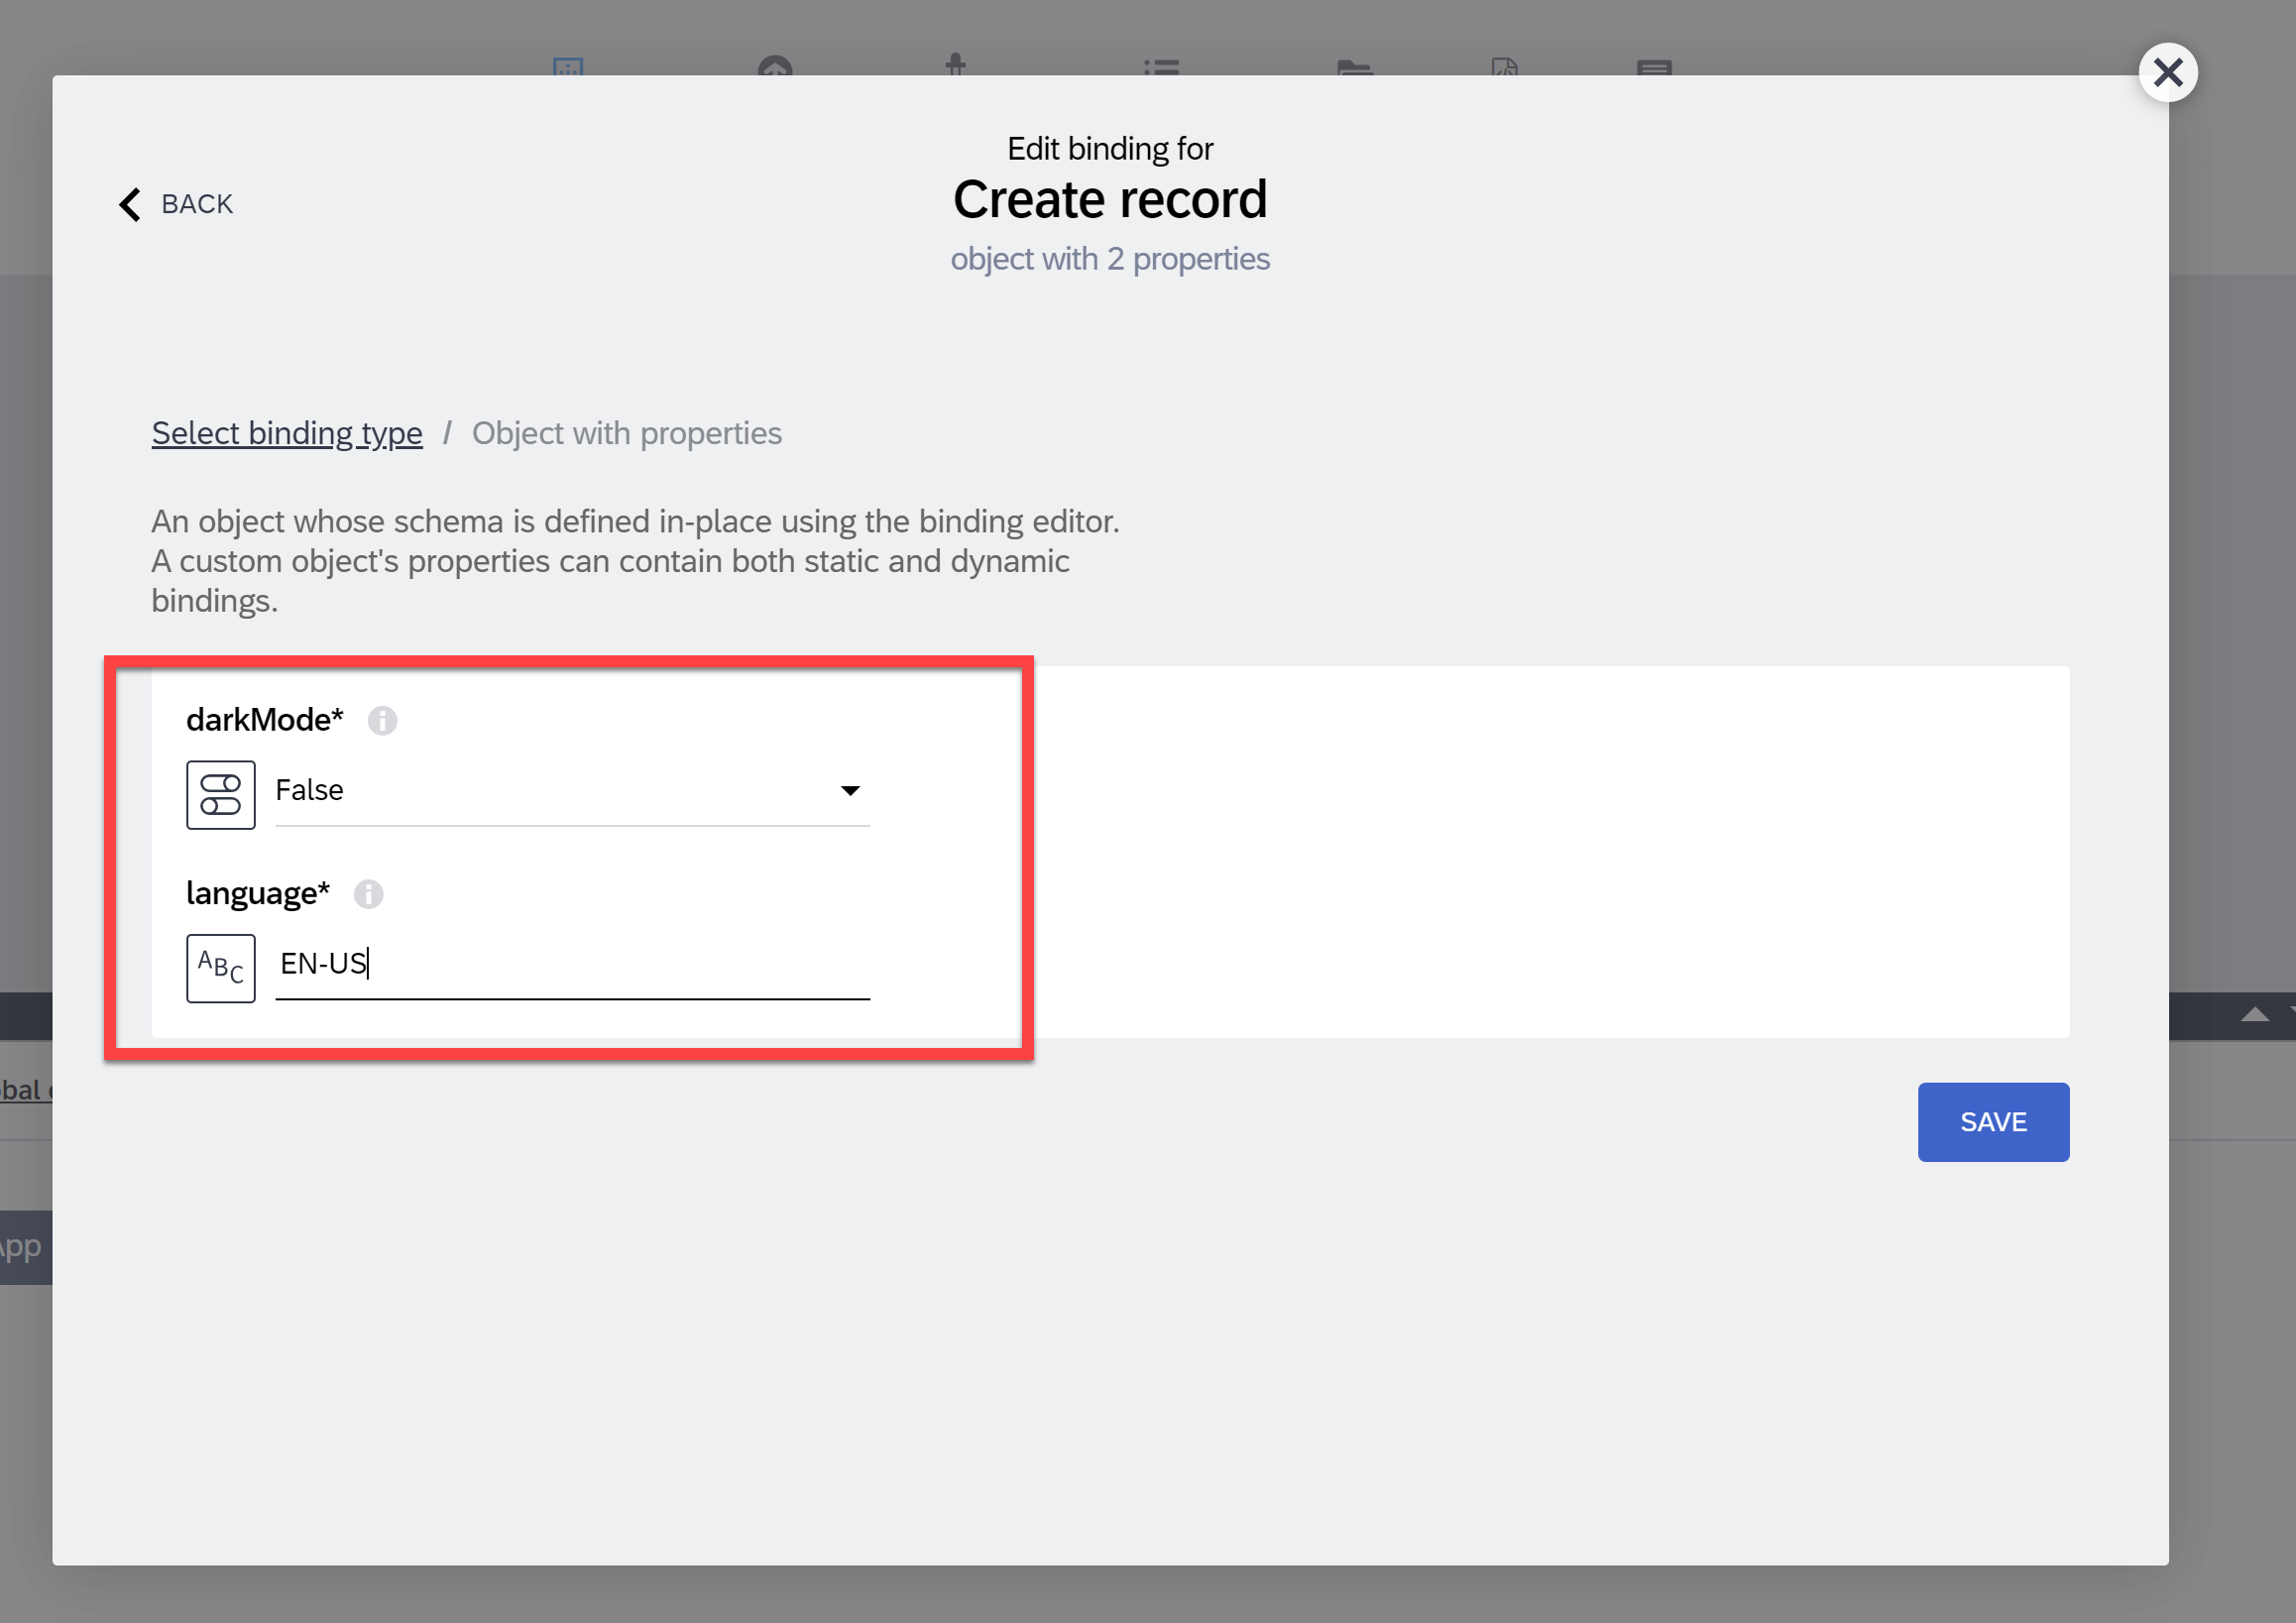 Edit binding for
BACK
Create record
object with 2 properties
Select binding type / Object with properties
An object whose schema is defined in-place using the binding editor.
A custom object's properties can contain both static and dynamic
bindings.
darkMode*
False
language*
ABC
EN-US
SAVE